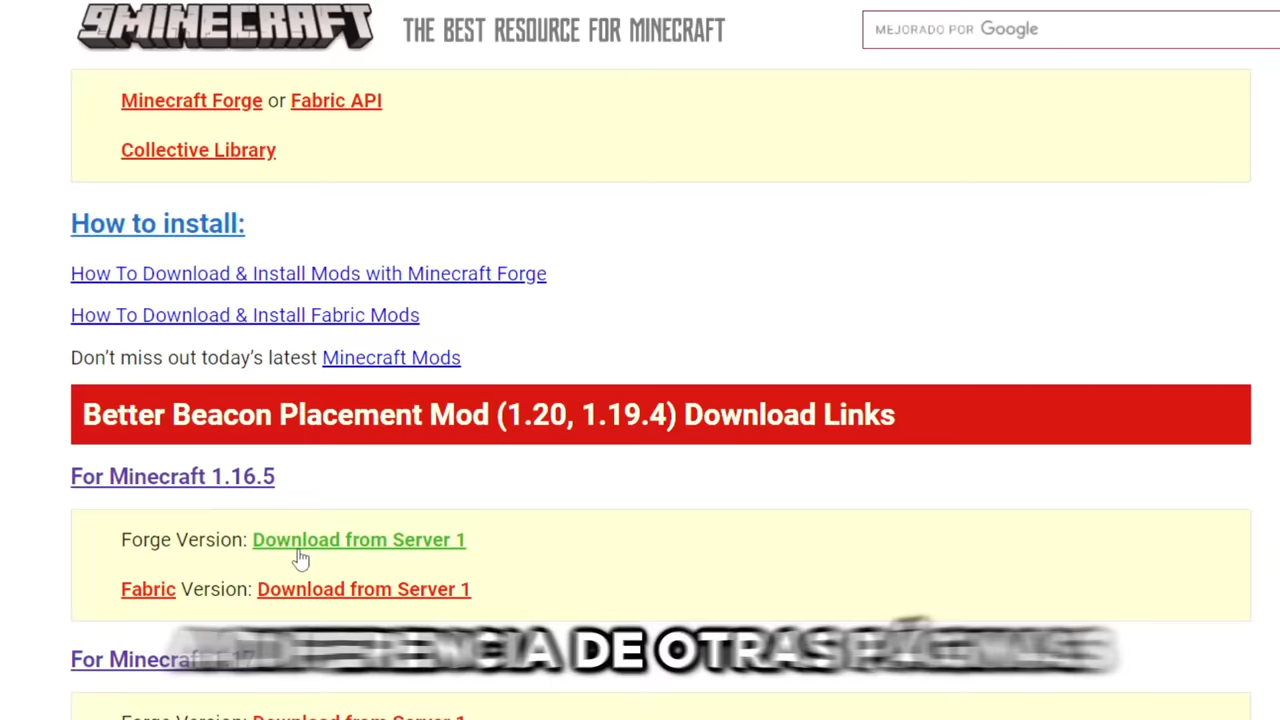 9MINECRAFT
THE BEST RESOURCE FOR MINECRAFT
MEJORADO POR Google
Minecraft Forge or Fabric API
Collective Library
How to install:
How To Download & Install Mods with Minecraft Forge
How To Download & Install Fabric Mods
Don't miss out today's latest Minecraft Mods
Better Beacon Placement Mod (1.20, 1.19.4) Download Links
For Minecraft 1.16.5
Forge Version: Download from Server 1
Fabric Version: Download from Server 1
DE OTRAS
For Minecraft
Forge Version: Download from Server 1